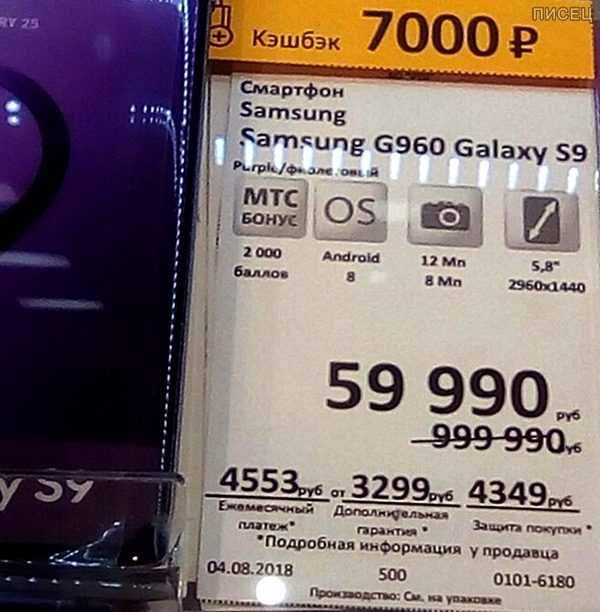 ПИСЕЦ
RY 25
Кэшбэк 7000 ₽
Смартфон
Samsung
Samsung G960 Galaxy S9
Purple/фиолетовый
МТС БОНУС
OS
2 000 баллов
Android 8
12 Мп
8 Мп
5,8"
2960x1440
59 990 руб
999 990 руб
4553 руб от 3299 руб 4349 руб
Ежемесячный платеж*
Дополнительная гарантия *
Защита покупки *
*Подробная информация у продавца
04.08.2018 500 0101-6180
Производство: См. на упаковке
y S9